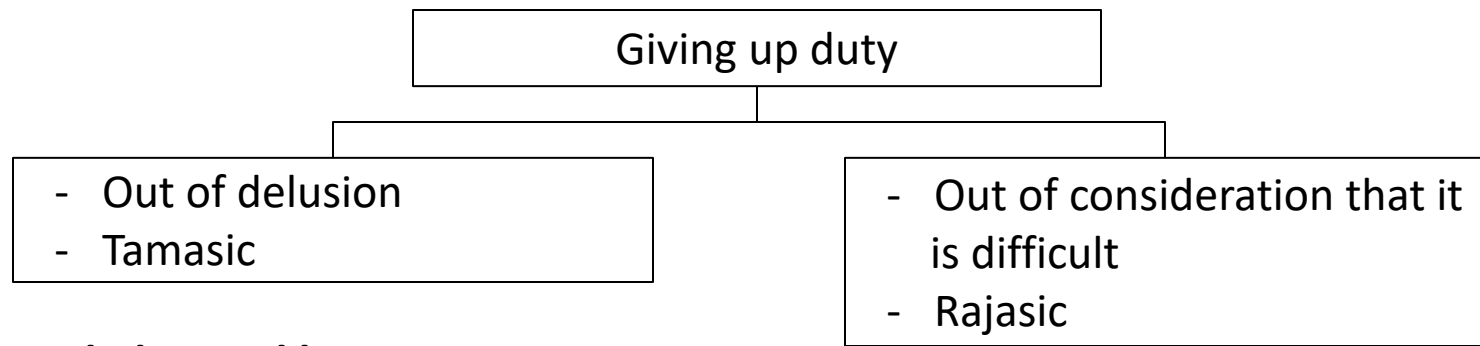 Giving up duty
- Out of delusion
- Tamasic
- Out of consideration that it
is difficult
- Rajasic